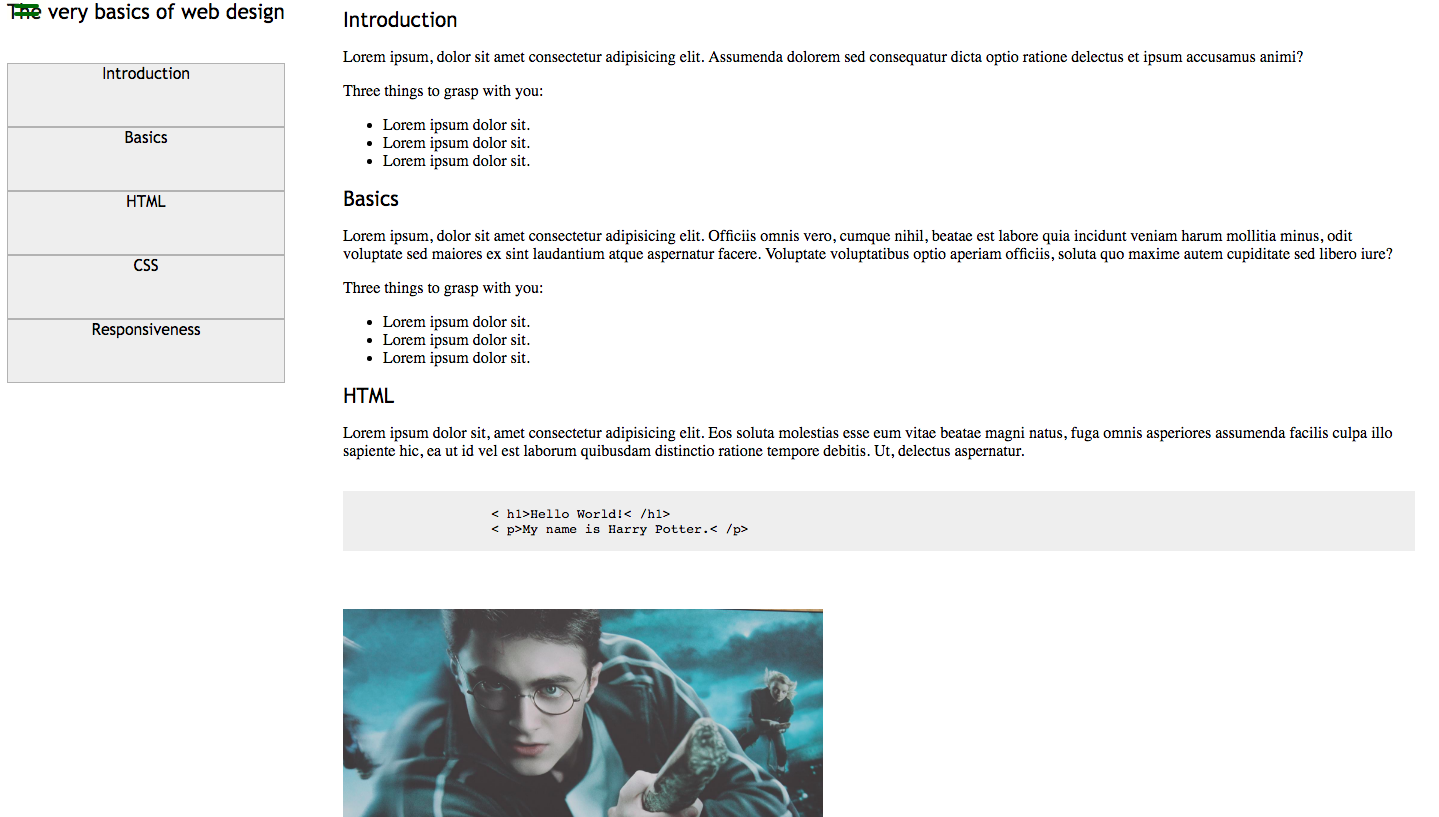 The very basics of web design
Introduction
Basics
HTML
CSS
Responsiveness
Introduction
Lorem ipsum, dolor sit amet consectetur adipisicing elit. Assumenda dolorem sed consequatur dicta optio ratione delectus et ipsum accusamus animi?
Three things to grasp with you:
• Lorem ipsum dolor sit.
• Lorem ipsum dolor sit.
• Lorem ipsum dolor sit.
Basics
Lorem ipsum, dolor sit amet consectetur adipisicing elit. Officiis omnis vero, cumque nihil, beatae est labore quia incidunt veniam harum mollitia minus, odit
voluptate sed maiores ex sint laudantium atque aspernatur facere. Voluptate voluptatibus optio aperiam officiis, soluta quo maxime autem cupiditate sed libero iure?
Three things to grasp with you:
• Lorem ipsum dolor sit.
• Lorem ipsum dolor sit.
• Lorem ipsum dolor sit.
HTML
Lorem ipsum dolor sit, amet consectetur adipisicing elit. Eos soluta molestias esse eum vitae beatae magni natus, fuga omnis asperiores assumenda facilis culpa illo
sapiente hic, ea ut id vel est laborum quibusdam distinctio ratione tempore debitis. Ut, delectus aspernatur.
< h1>Hello World!< /h1>
< p>My name is Harry Potter.< /p>